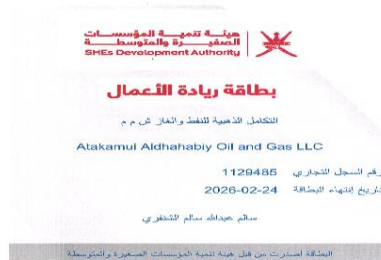 هيئة تنمية المؤسسات
الصغيرة والمتوسطة
SMEs Development Authority
بطاقة ريادة الأعمال
التكامل الذهبية للنفط والغاز ش م م
Atakamul Aldhahabiy Oil and Gas LLC
رقم السجل التجاري 1129485
تاريخ إنتهاء البطاقة 2026-02-24
سالم عبدالله سالم الشنفري
البطاقة أصدرت من قبل هيئة تنمية المؤسسات الصغيرة والمتوسطة